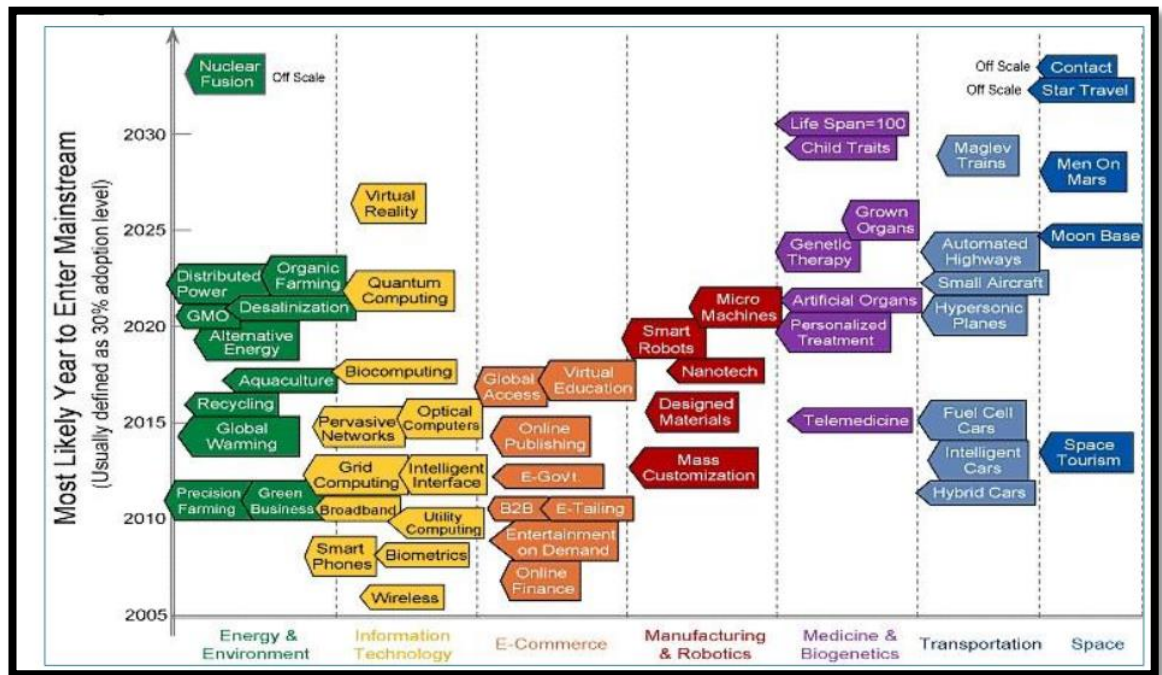 Most Likely Year to Enter Mainstream
(Usually defined as 30% adoption level)
2030
2025
2020
2015
2010
2005
Nuclear
Fusion
Off Scale
Distributed
Power
Organic
Farming
GMO
Desalinization
Alternative
Energy
Aquaculture
Recycling
Global
Warming
Precision
Farming
Green
Business
Energy &
Environment
Virtual
Reality
Quantum
Computing
Biocomputing
Pervasive
Networks
Optical
Computers
Grid
Computing
Intelligent
Interface
Broadband
Utility
Computing
Smart
Phones
Biometrics
Wireless
Information
Technology
Global
Access
Virtual
Education
Online
Publishing
E-Govt.
B2B
E-Tailing
Entertainment
on Demand
Online
Finance
E-Commerce
Micro
Machines
Smart
Robots
Nanotech
Designed
Materials
Mass
Customization
Manufacturing
& Robotics
Life Span=100
Child Traits
Grown
Organs
Genetic
Therapy
Artificial Organs
Personalized
Treatment
Telemedicine
Medicine &
Biogenetics
Maglev
Trains
Automated
Highways
Small Aircraft
Hypersonic
Planes
Fuel Cell
Cars
Intelligent
Cars
Hybrid Cars
Transportation
Off Scale
Contact
Off Scale
Star Travel
Men On
Mars
Moon Base
Space
Tourism
Space